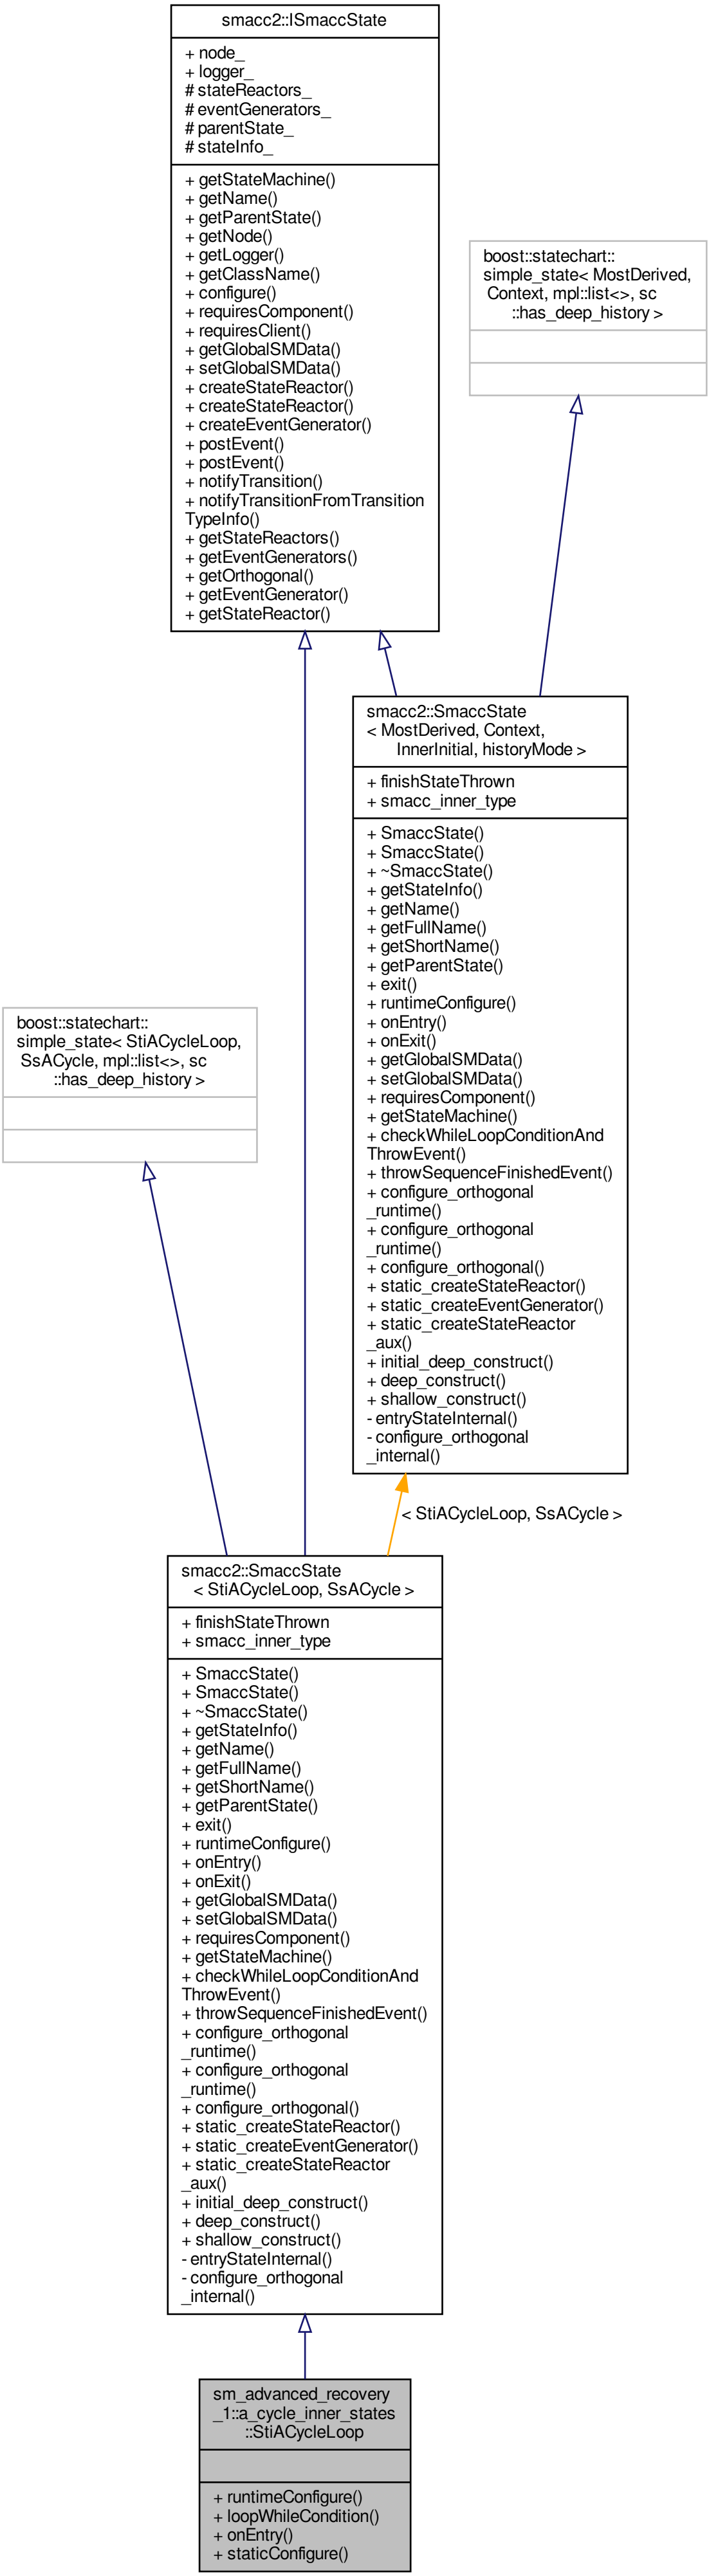 smacc2::ISmaccState
+ node_
+ logger_
# stateReactors_
# eventGenerators_
# parentState_
# stateInfo_
+ getStateMachine()
+ getName()
+ getParentState()
+ getNode()
+ getLogger()
+ getClassName()
+ configure()
+ requiresComponent()
+ requiresClient()
+ getGlobalSMData()
+ setGlobalSMData()
+ createStateReactor()
+ createStateReactor()
+ createEventGenerator()
+ postEvent()
+ postEvent()
+ notifyTransition()
+ notifyTransitionFromTransition
TypeInfo()
+ getStateReactors()
+ getEventGenerators()
+ getOrthogonal()
+ getEventGenerator()
+ getStateReactor()
boost::statechart::
simple_state< MostDerived,
Context, mpl::list<>, sc
::has_deep_history >
smacc2::SmaccState
< MostDerived, Context,
InnerInitial, historyMode >
+ finishStateThrown
+ smacc_inner_type
+ SmaccState()
+ SmaccState()
+ ~SmaccState()
+ getStateInfo()
+ getName()
+ getFullName()
+ getShortName()
+ getParentState()
+ exit()
+ runtimeConfigure()
+ onEntry()
+ onExit()
+ getGlobalSMData()
+ setGlobalSMData()
+ requiresComponent()
+ getStateMachine()
+ checkWhileLoopConditionAnd
ThrowEvent()
+ throwSequenceFinishedEvent()
+ configure_orthogonal
_runtime()
+ configure_orthogonal
_runtime()
+ configure_orthogonal()
+ static_createStateReactor()
+ static_createEventGenerator()
+ static_createStateReactor
_aux()
+ initial_deep_construct()
+ deep_construct()
+ shallow_construct()
- entryStateInternal()
- configure_orthogonal
_internal()
boost::statechart::
simple_state< StiACycleLoop,
SsACycle, mpl::list<>, sc
::has_deep_history >
< StiACycleLoop, SsACycle >
smacc2::SmaccState
< StiACycleLoop, SsACycle >
+ finishStateThrown
+ smacc_inner_type
+ SmaccState()
+ SmaccState()
+ ~SmaccState()
+ getStateInfo()
+ getName()
+ getFullName()
+ getShortName()
+ getParentState()
+ exit()
+ runtimeConfigure()
+ onEntry()
+ onExit()
+ getGlobalSMData()
+ setGlobalSMData()
+ requiresComponent()
+ getStateMachine()
+ checkWhileLoopConditionAnd
ThrowEvent()
+ throwSequenceFinishedEvent()
+ configure_orthogonal
_runtime()
+ configure_orthogonal
_runtime()
+ configure_orthogonal()
+ static_createStateReactor()
+ static_createEventGenerator()
+ static_createStateReactor
_aux()
+ initial_deep_construct()
+ deep_construct()
+ shallow_construct()
- entryStateInternal()
- configure_orthogonal
_internal()
sm_advanced_recovery
_1::a_cycle_inner_states
::StiACycleLoop
+ runtimeConfigure()
+ loopWhileCondition()
+ onEntry()
+ staticConfigure()